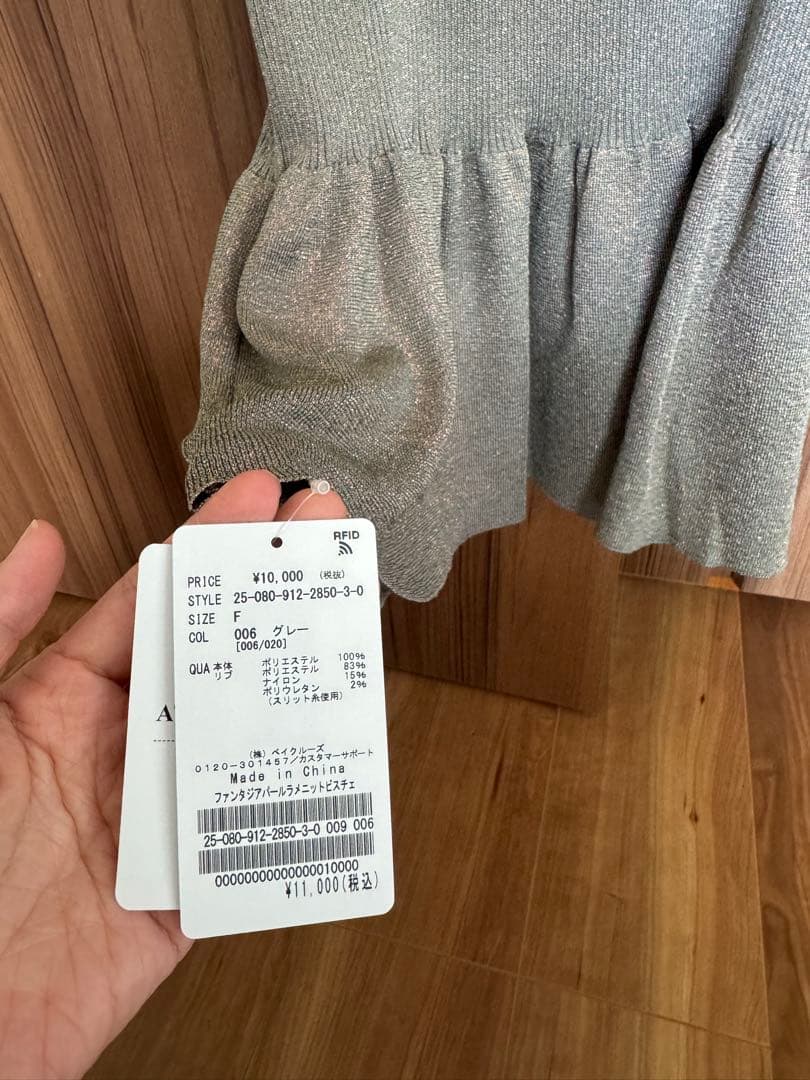 RFID
PRICE ¥10,000 (税抜)
STYLE 25-080-912-2850-3-0
SIZE F
COL 006 グレー
[006/020]
QUA 本体 ポリエステル 100%
リブ ポリエステル 83%
ナイロン 15%
ポリウレタン 2%
(スリット糸使用)
(株) ベイクルーズ
0120-301457/カスタマーサポート
Made in China
ファンタジアパールラメニットビスチェ
25-080-912-2850-3-0 009 006
00000000000000010000
¥11,000(税込)